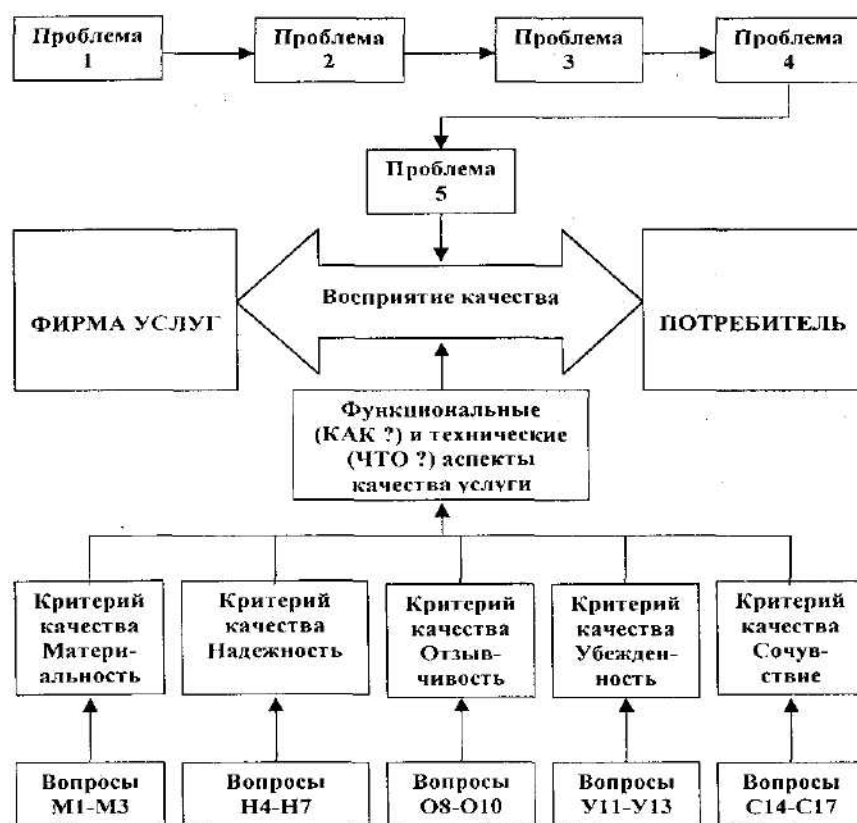 Проблема
1
Проблема
2
Проблема
3
Проблема
4
Проблема
5
ФИРМА УСЛУГ
Восприятие качества
ПОТРЕБИТЕЛЬ
Функциональные
(КАК ?) и технические
(ЧТО ?) аспекты
качества услуги
Критерий
качества
Матери-
альность
Критерий
качества
Надежность
Критерий
качества
Отзыв-
чивость
Критерий
качества
Убежден-
ность
Критерий
качества
Сочув-
ствие
Вопросы
М1-М3
Вопросы
Н4-Н7
Вопросы
О8-О10
Вопросы
У11-У13
Вопросы
С14-С17